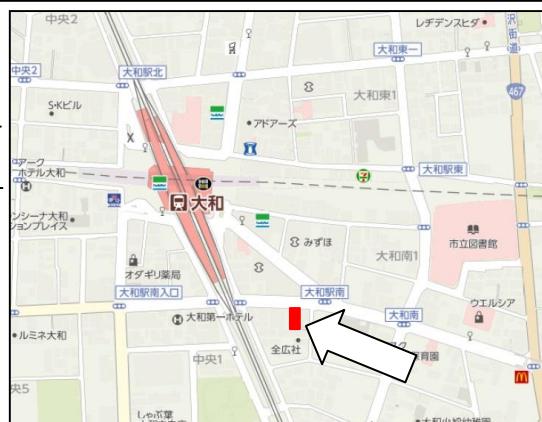 中央2
レヂデンスヒダ
沢街道
大和東一
中央2
大和駅北
467
S・Kビル
大和東1
アドアーズ
大和駅東
アーク
ホテル大和
7
大和
ンシーナ大和
ションプレイス
みずほ
市立図書館
大和南1
オダギリ薬局
大和駅南入口
大和駅南
大和南
ウエルシア
大和第一ホテル
ルミネ大和
全広社
育園
中央1
M
央5
しゃぶ葉